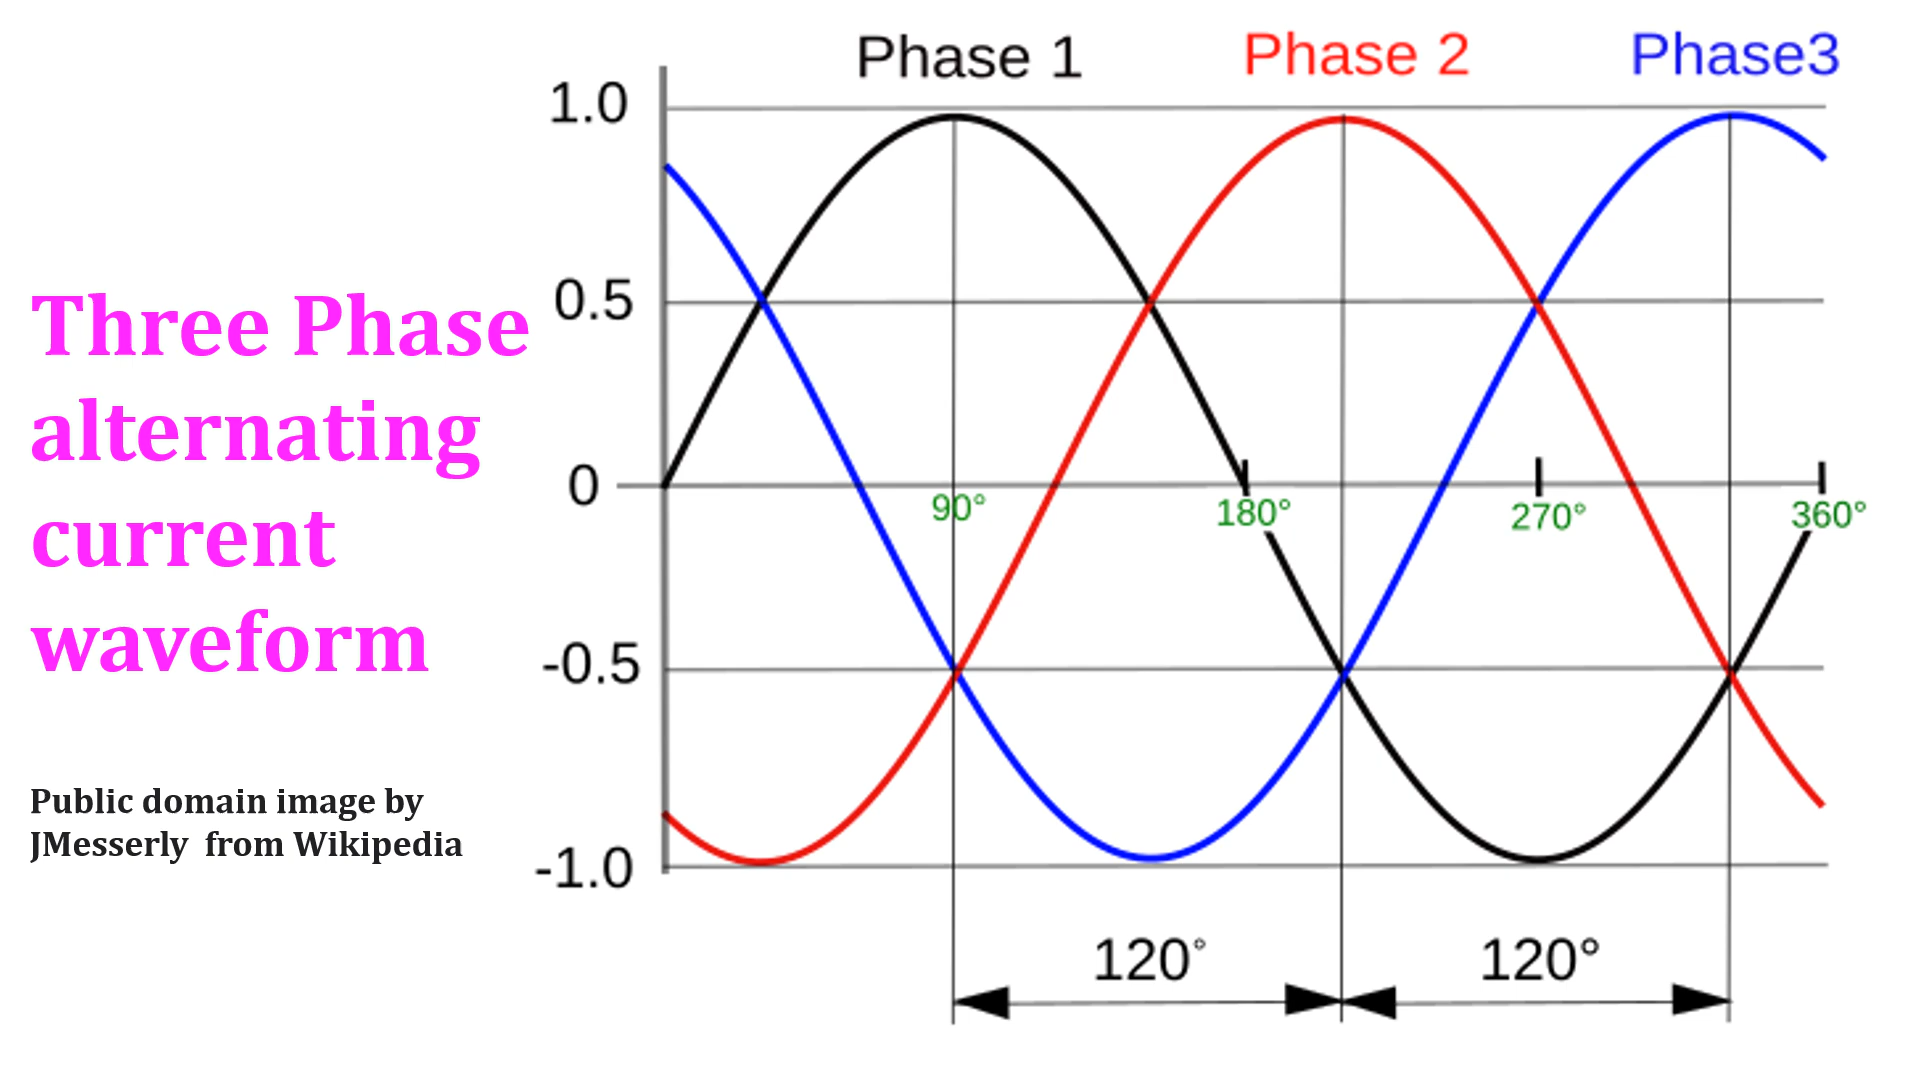 Phase 1 Phase 2 Phase3
1.0
0.5
Three Phase
alternating
current
waveform
0
90° 180° 270° 360°
-0.5
-1.0
Public domain image by
JMesserly from Wikipedia
120° 120°